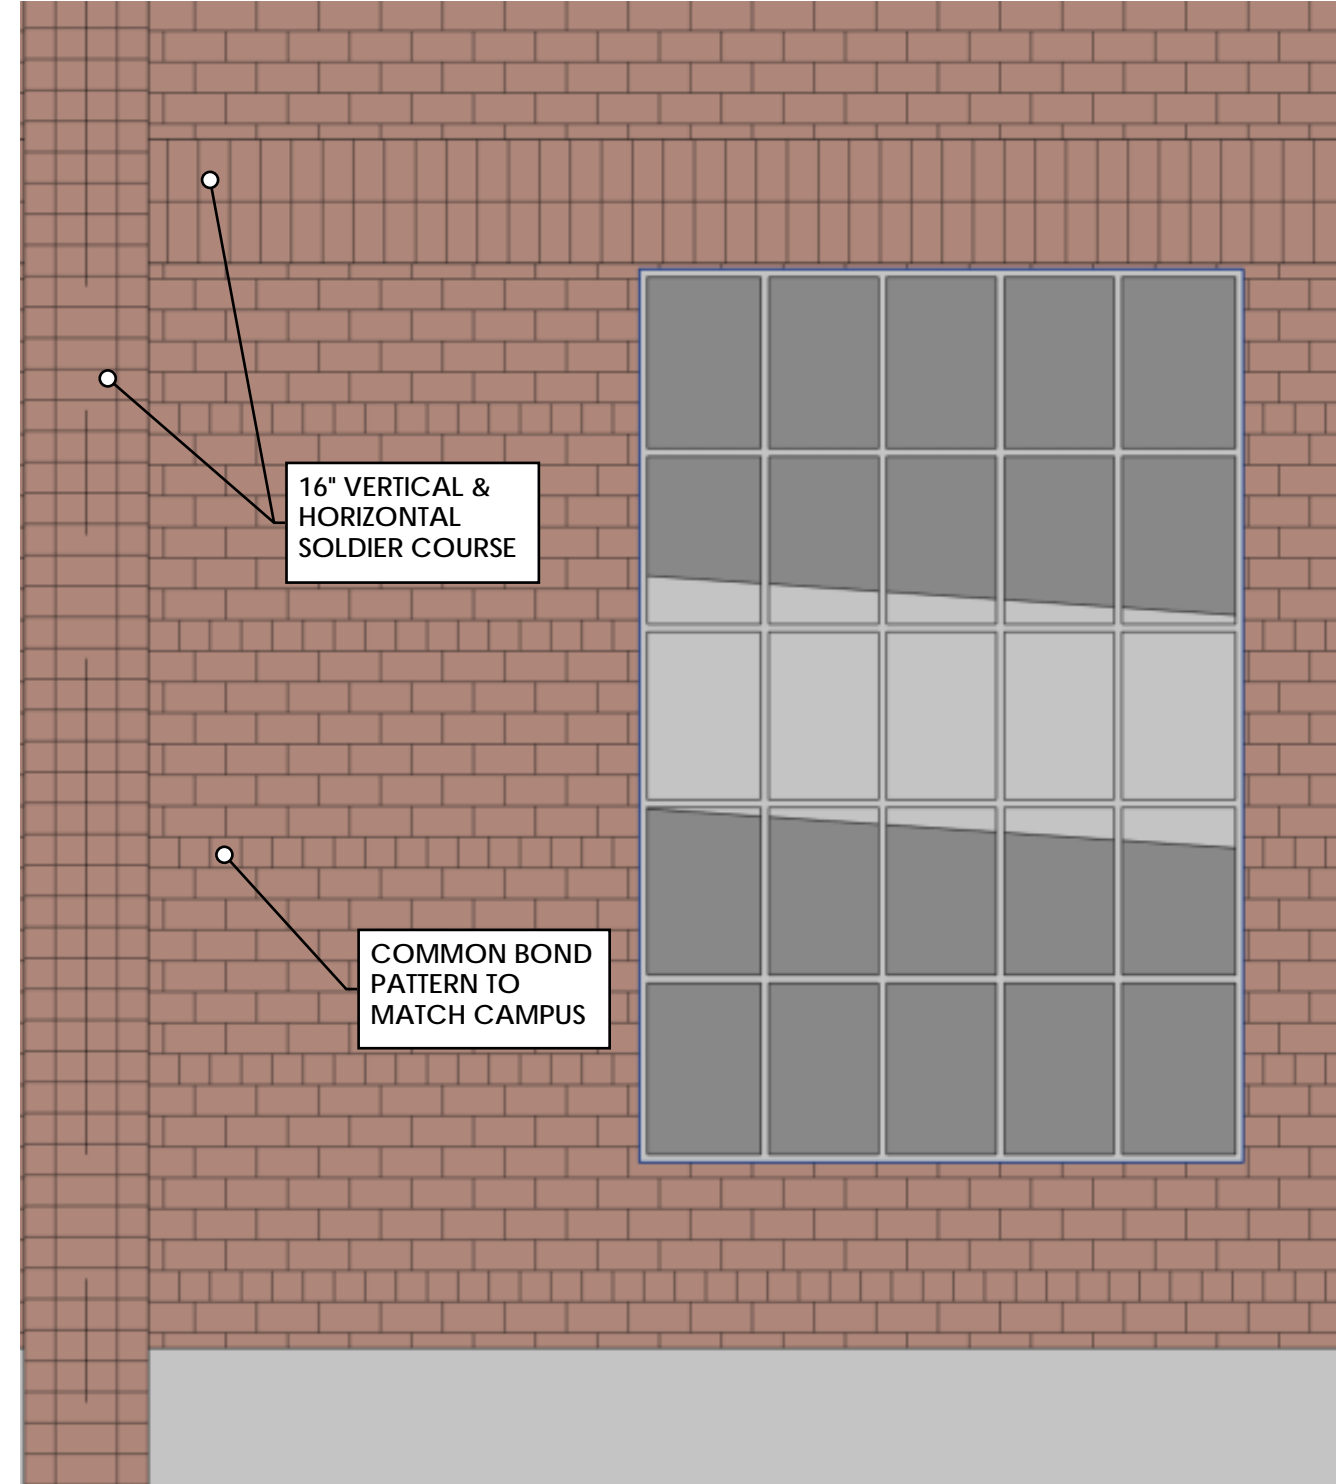 16" VERTICAL &
HORIZONTAL
SOLDIER COURSE
COMMON BOND
PATTERN TO
MATCH CAMPUS